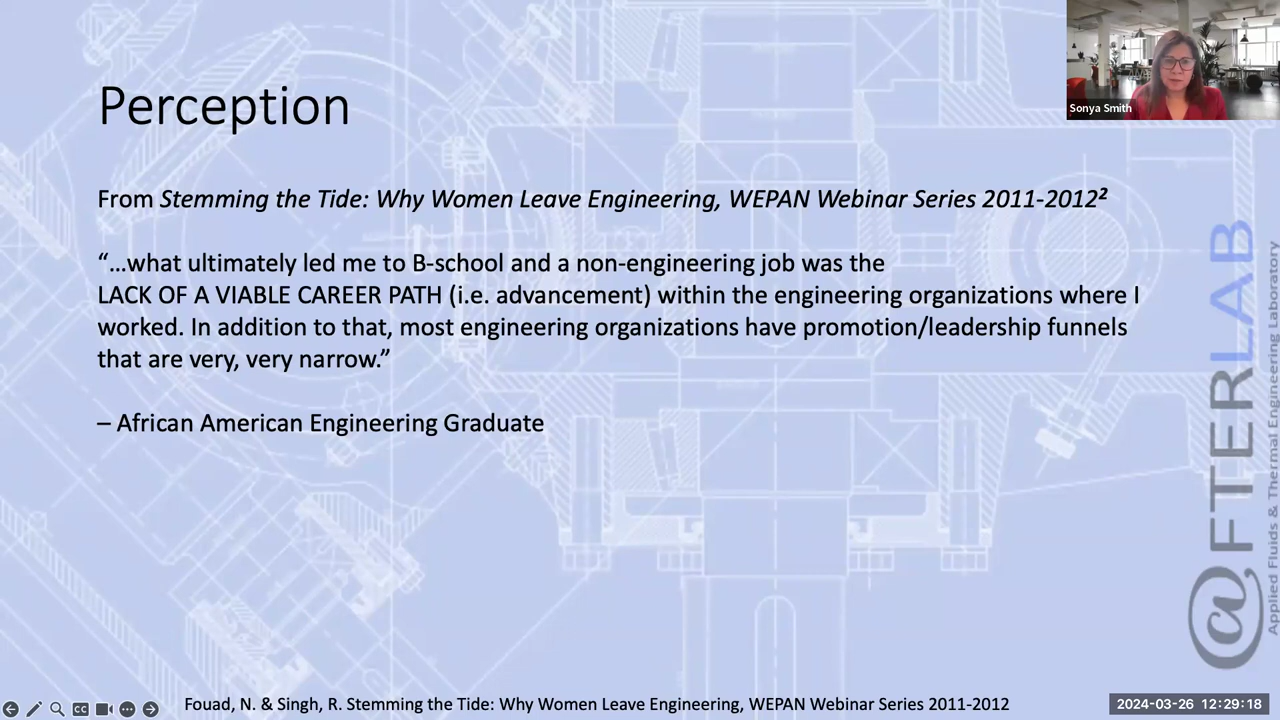 Sonya Smith
Perception
From Stemming the Tide: Why Women Leave Engineering, WEPAN Webinar Series 2011-2012²
“…what ultimately led me to B-school and a non-engineering job was the
LACK OF A VIABLE CAREER PATH (i.e. advancement) within the engineering organizations where I
worked. In addition to that, most engineering organizations have promotion/leadership funnels
that are very, very narrow.”
– African American Engineering Graduate
@FTERLAB
Applied Fluids & Thermal Engineering Laboratory
CC
Fouad, N. & Singh, R. Stemming the Tide: Why Women Leave Engineering, WEPAN Webinar Series 2011-2012
2024-03-26 12:29:18